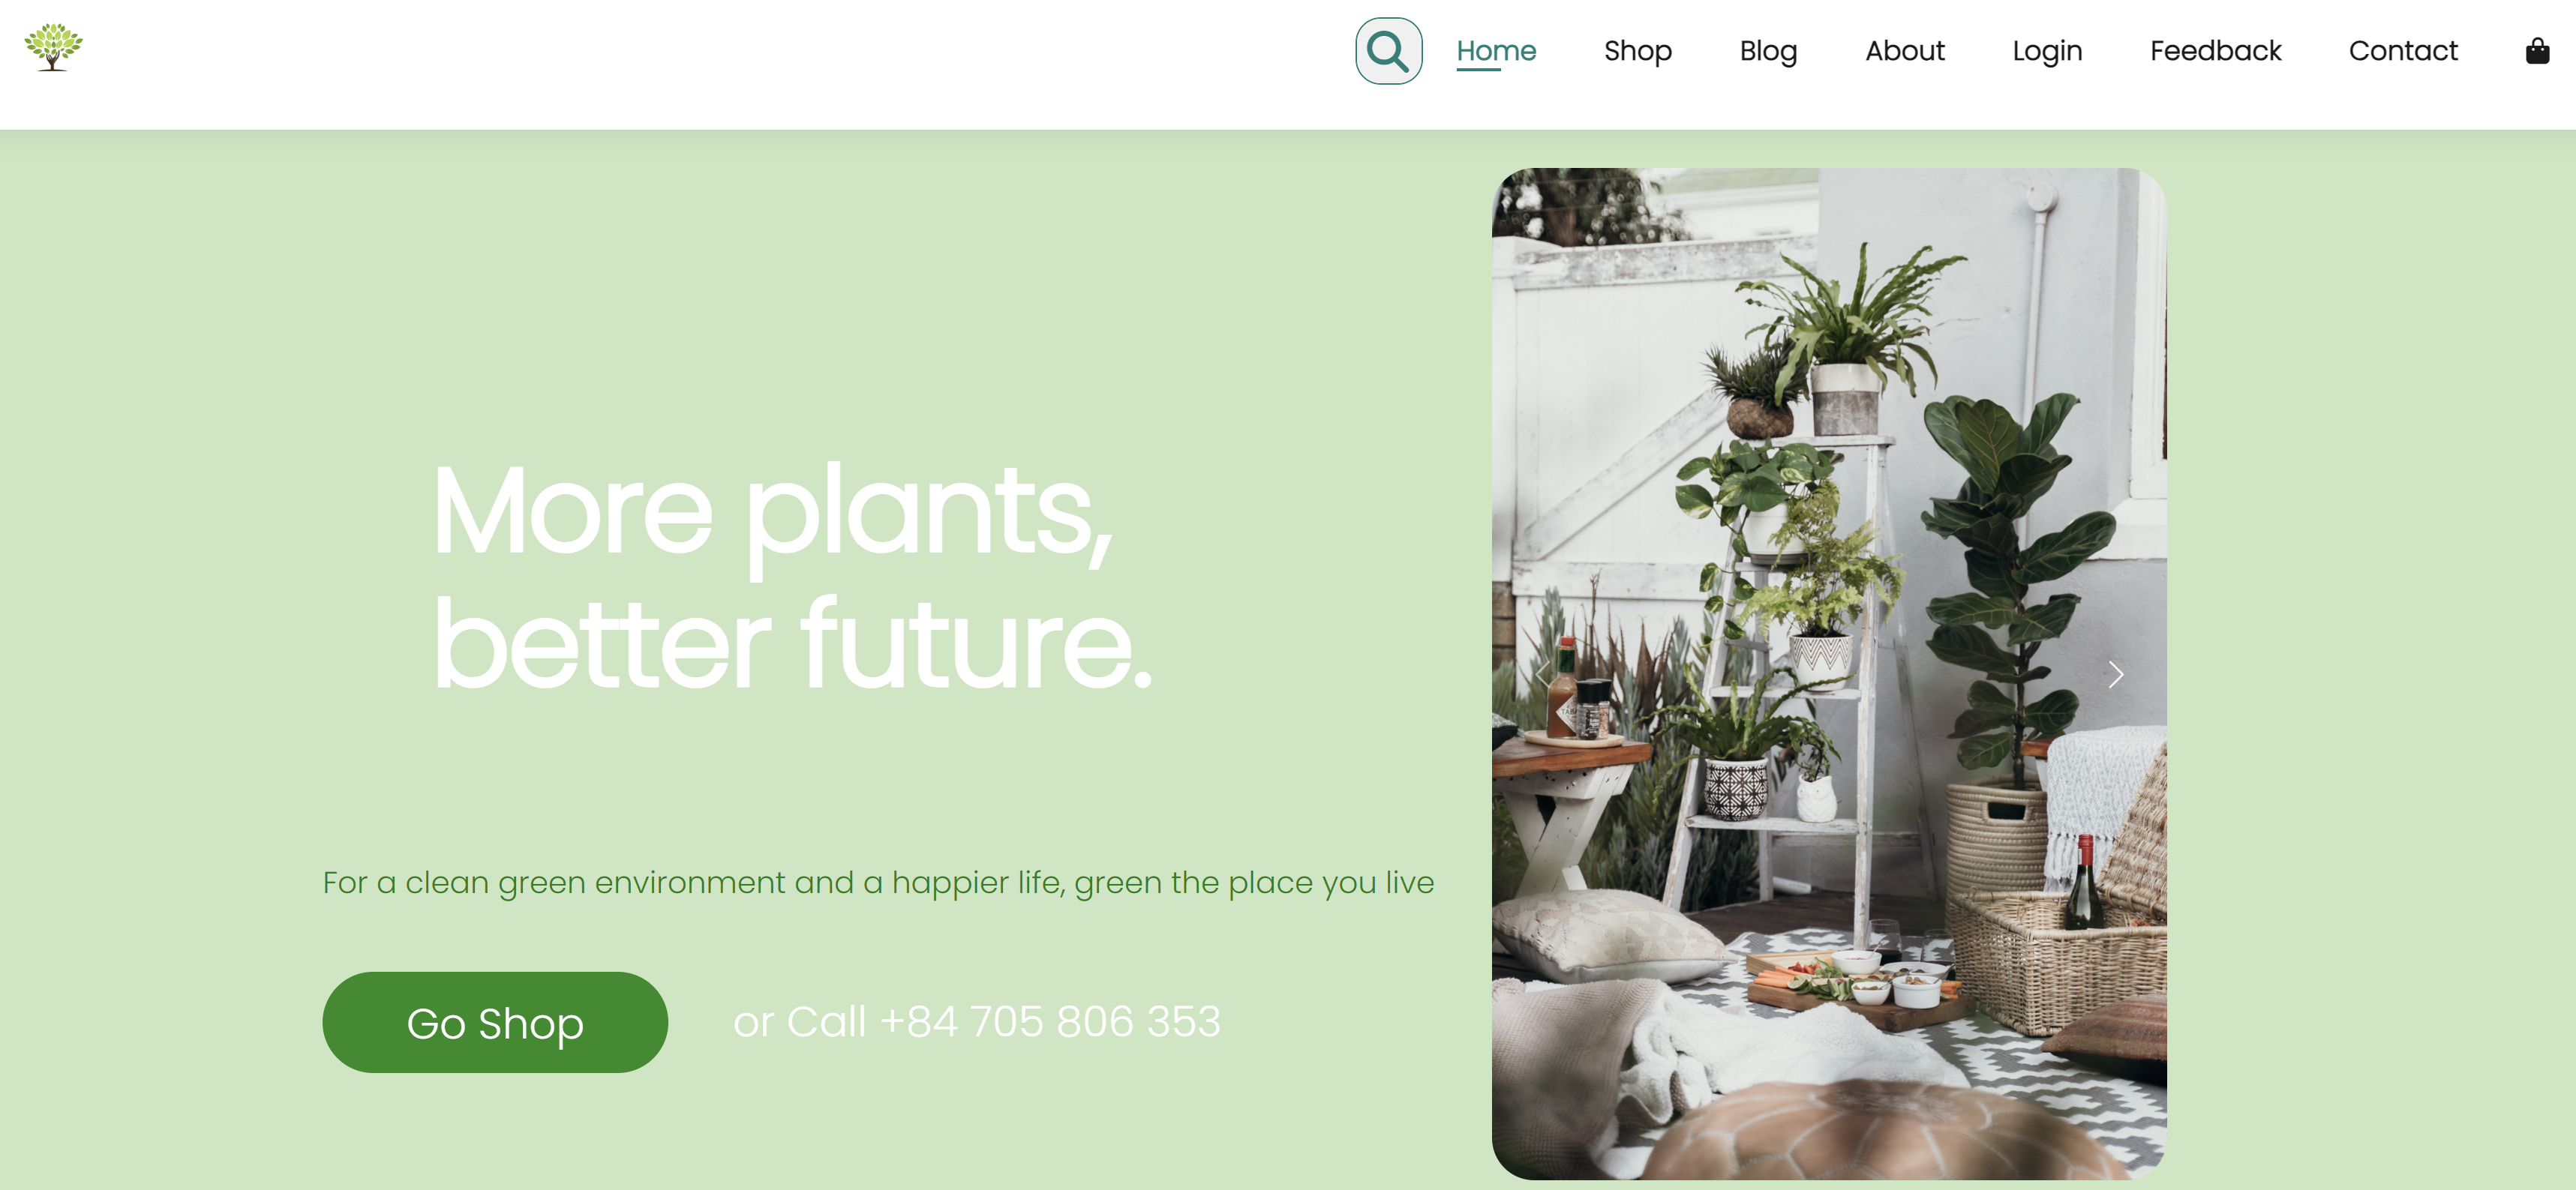 Home Shop Blog About Login Feedback Contact
More plants,
better future.
For a clean green environment and a happier life, green the place you live
Go Shop
or Call +84 705 806 353